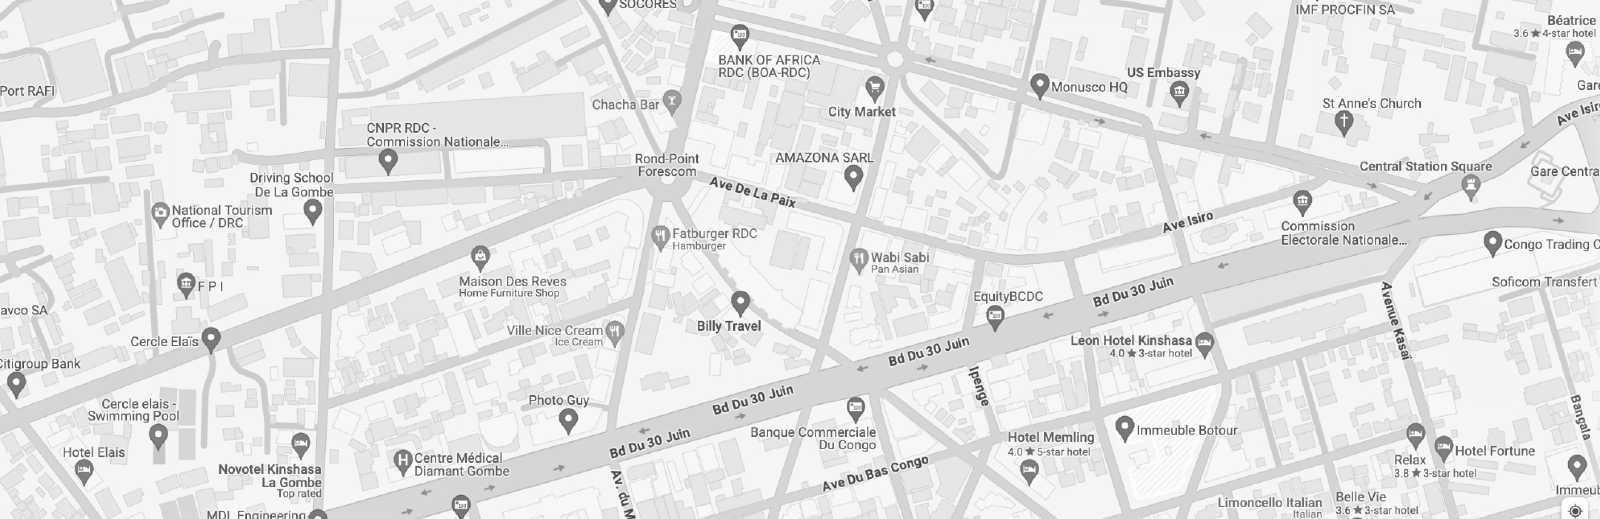 SOCORES
IMF PROCFIN SA
Béatrice
3.6 ★ 4-star hotel
BANK OF AFRICA
RDC (BOA-RDC)
US Embassy
Port RAFI
Monusco HQ
Gare
Chacha Bar
City Market
St Anne's Church
Ave Isiro
CNPR RDC -
Commission Nationale...
Rond-Point
Forescom
AMAZONA SARL
Central Station Square
Gare Centra
Driving School
De La Gombe
Ave De La Paix
National Tourism
Office / DRC
Ave Isiro
Commission
Electorale Nationale...
Fatburger RDC
Hamburger
Congo Trading C
Wabi Sabi
Pan Asian
Maison Des Reves
Home Furniture Shop
F P I
Soficom Transfert
Bd Du 30 Juin
EquityBCDC
avco SA
Avenue Kasaï
Billy Travel
Ville Nice Cream
Ice Cream
Cercle Elaïs
Leon Hotel Kinshasa
4.0 ★ 3-star hotel
Bd Du 30 Juin
Citigroup Bank
Ipenge
Bd Du 30 Juin
Photo Guy
Cercle elais -
Swimming Pool
Bangala
Banque Commerciale
Du Congo
Immeuble Botour
Bd Du 30 Juin
Hotel Memling
4.0 ★ 5-star hotel
Hotel Elais
Centre Médical
Diamant Gombe
Hotel Fortune
Relax
3.8 ★ 3-star hotel
Novotel Kinshasa
La Gombe
Top rated
Ave Du Bas Congo
Av. du M
Immeub
Limoncello Italian
Italian
Belle Vie
3.6 ★ 3-star hotel
MDL Engineering